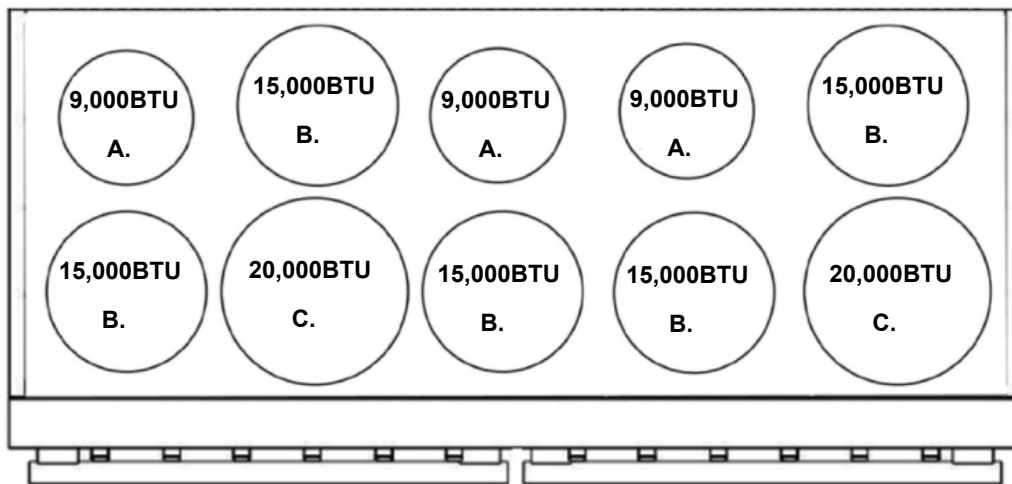 9,000BTU
A.
15,000BTU
B.
9,000BTU
A.
9,000BTU
A.
15,000BTU
B.
15,000BTU
B.
20,000BTU
C.
15,000BTU
B.
15,000BTU
B.
20,000BTU
C.